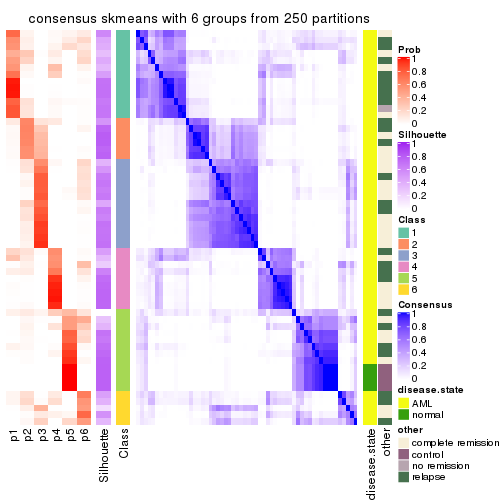 consensus skmeans with 6 groups from 250 partitions
Prob
1
0.8
0.6
0.4
0.2
0
Silhouette
1
0.8
0.6
0.4
0.2
0
Class
1
2
3
4
5
6
Consensus
1
0.8
0.6
0.4
0.2
0
disease.state
AML
normal
other
complete remission
control
no remission
relapse
p1
p2
p3
p4
p5
p6
Silhouette
Class
disease.state
other